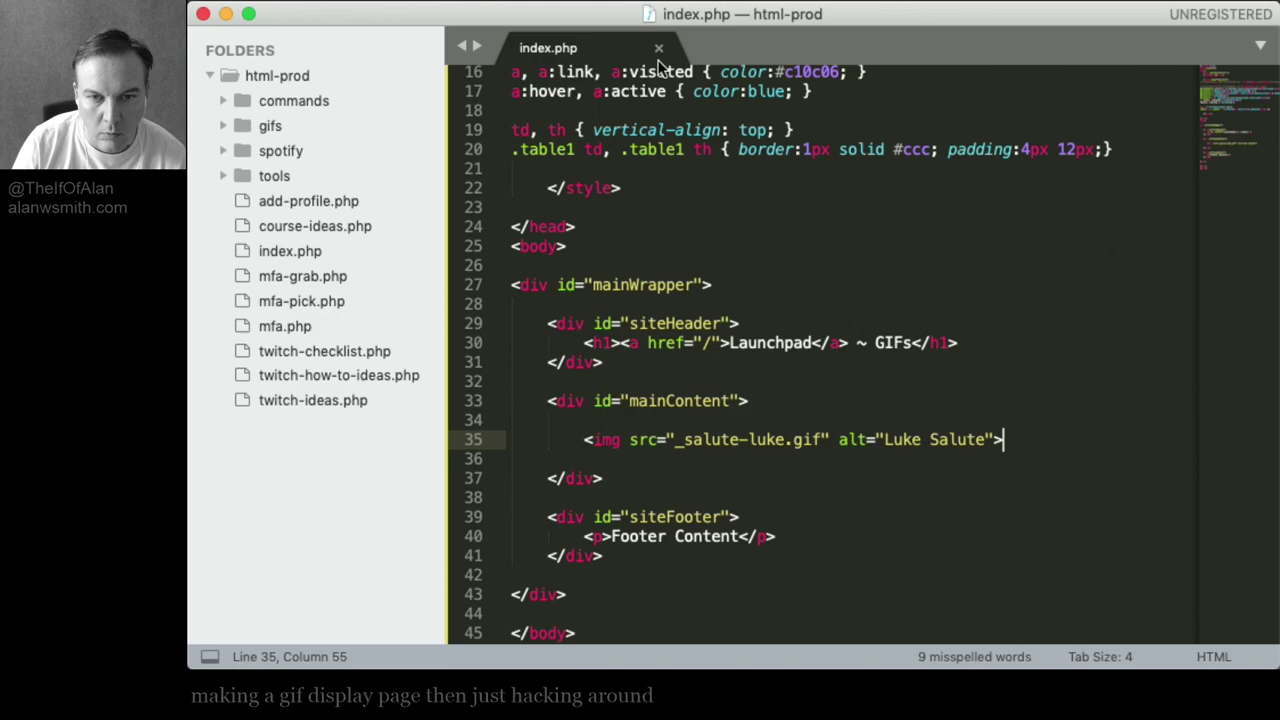 index.php — html-prod
UNREGISTERED
FOLDERS
html-prod
commands
gifs
spotify
tools
add-profile.php
course-ideas.php
index.php
mfa-grab.php
mfa-pick.php
mfa.php
twitch-checklist.php
twitch-how-to-ideas.php
twitch-ideas.php
@TheIfOfAlan
alanwsmith.com
index.php
16 a, a:link, a:visited { color:#c10c06; }
17 a:hover, a:active { color:blue; }
18
19 td, th { vertical-align: top; }
20 .table1 td, .table1 th { border:1px solid #ccc; padding:4px 12px;}
21
22 </style>
23
24 </head>
25 <body>
26
27 <div id="mainWrapper">
28
29 <div id="siteHeader">
30 <h1><a href="/">Launchpad</a> ~ GIFs</h1>
31 </div>
32
33 <div id="mainContent">
34
35 <img src="_salute-luke.gif" alt="Luke Salute">
36
37 </div>
38
39 <div id="siteFooter">
40 <p>Footer Content</p>
41 </div>
42
43 </div>
44
45 </body>
Line 35, Column 55
9 misspelled words
Tab Size: 4
HTML
making a gif display page then just hacking around